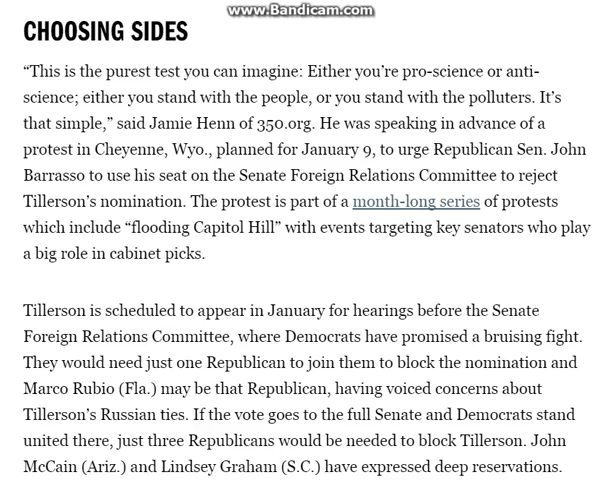 www.Bandicam.com
CHOOSING SIDES
“This is the purest test you can imagine: Either you’re pro-science or anti-
science; either you stand with the people, or you stand with the polluters. It’s
that simple,” said Jamie Henn of 350.org. He was speaking in advance of a
protest in Cheyenne, Wyo., planned for January 9, to urge Republican Sen. John
Barrasso to use his seat on the Senate Foreign Relations Committee to reject
Tillerson’s nomination. The protest is part of a month-long series of protests
which include “flooding Capitol Hill” with events targeting key senators who play
a big role in cabinet picks.
Tillerson is scheduled to appear in January for hearings before the Senate
Foreign Relations Committee, where Democrats have promised a bruising fight.
They would need just one Republican to join them to block the nomination and
Marco Rubio (Fla.) may be that Republican, having voiced concerns about
Tillerson’s Russian ties. If the vote goes to the full Senate and Democrats stand
united there, just three Republicans would be needed to block Tillerson. John
McCain (Ariz.) and Lindsey Graham (S.C.) have expressed deep reservations.